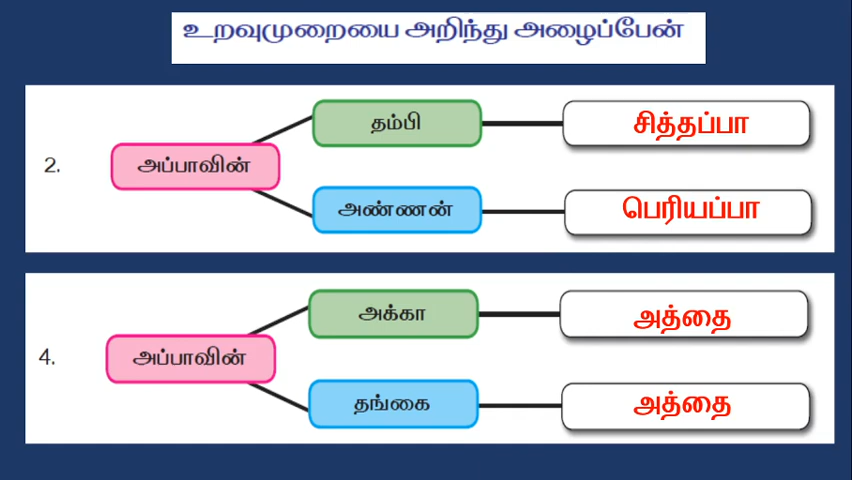 உறவுமுறையை அறிந்து அழைப்பேன்
2. அப்பாவின்
தம்பி
சித்தப்பா
அண்ணன்
பெரியப்பா
4. அப்பாவின்
அக்கா
அத்தை
தங்கை
அத்தை